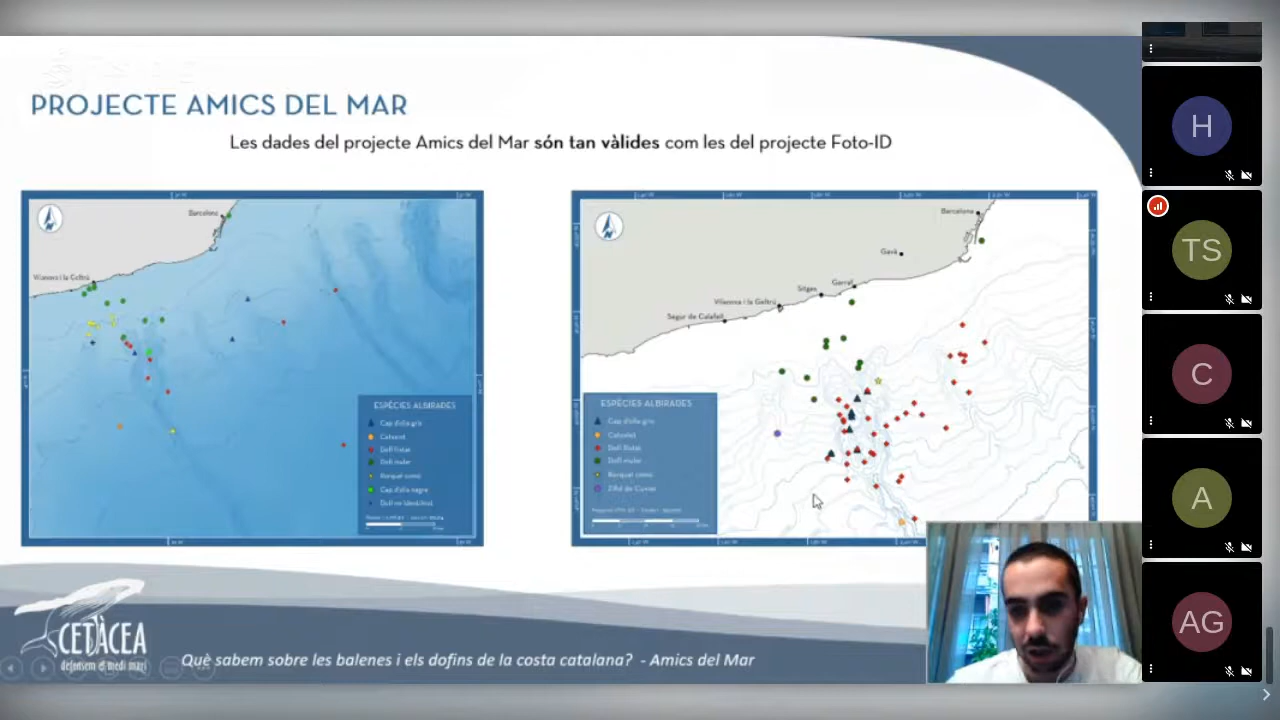 PROJECTE AMICS DEL MAR
Les dades del projecte Amics del Mar són tan vàlides com les del projecte Foto-ID
Barcelona
Vilanova i la Geltrú
ESPÈCIES ALBIRADES
Cap d'olla gris
Catxalot
Dofí llistat
Dofí mular
Rorqual comú
Cap d'olla negre
Dofí no identificat
Barcelona
Gavà
Garraf
Sitges
Vilanova i la Geltrú
Segur de Calafell
ESPÈCIES ALBIRADES
Cap d'olla gris
Catxalot
Dofí llistat
Dofí mular
Rorqual comú
Zífid de Cuvier
CETÀCEA
defensem el medi marí
Què sabem sobre les balenes i els dofins de la costa catalana? - Amics del Mar
H
TS
C
A
AG